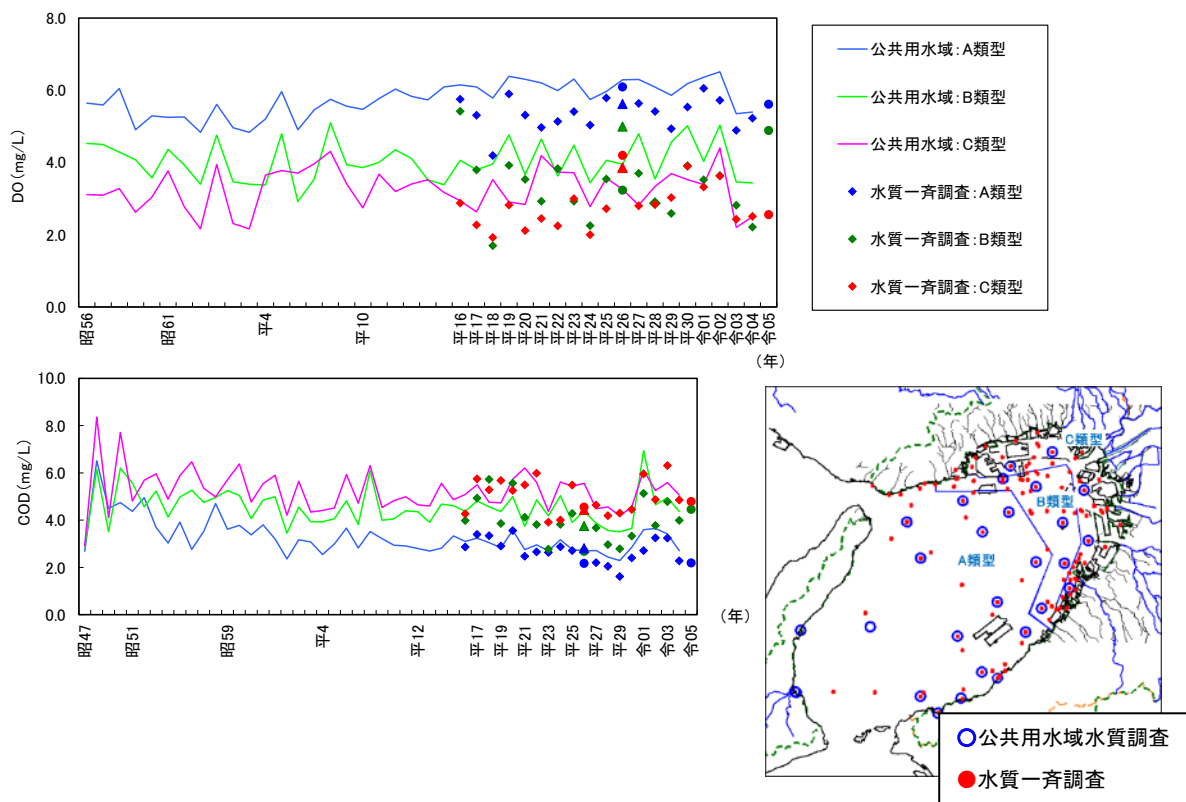 8.0
6.0
4.0
2.0
0.0
DO (mg/L)
昭56
昭61
平4
平10
平16
平17
平18
平19
平20
平21
平22
平23
平24
平25
平26
平27
平28
平29
平30
令01
令02
令03
令04
令05
(年)
公共用水域:A類型
公共用水域:B類型
公共用水域:C類型
水質一斉調査:A類型
水質一斉調査:B類型
水質一斉調査:C類型
10.0
8.0
6.0
4.0
2.0
0.0
COD (mg/L)
昭47
昭51
昭59
平4
平12
平17
平19
平21
平23
平25
平27
平29
令01
令03
令05
(年)
C類型
B類型
A類型
公共用水域水質調査
水質一斉調査